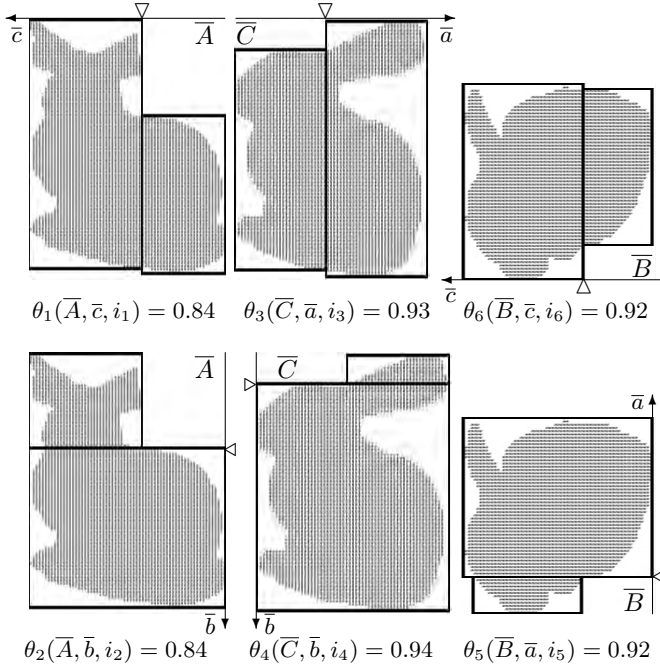 c̅ A̅ C̅ a̅
c̅ B̅
θ₁(A̅, c̅, i₁) = 0.84 θ₃(C̅, a̅, i₃) = 0.93 θ₆(B̅, c̅, i₆) = 0.92
A̅ C̅ a̅
b̅ b̅ B̅
θ₂(A̅, b̅, i₂) = 0.84 θ₄(C̅, b̅, i₄) = 0.94 θ₅(B̅, a̅, i₅) = 0.92